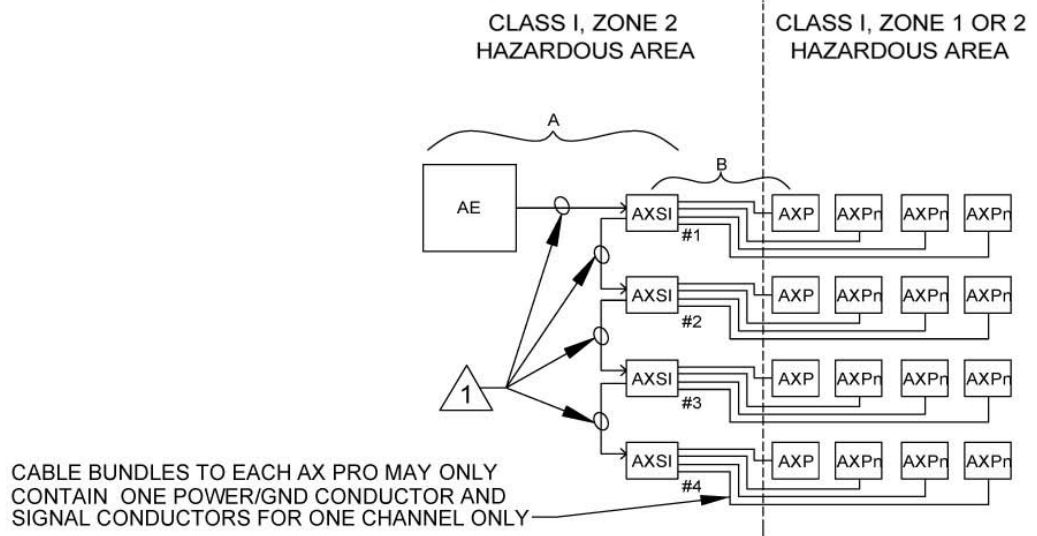 CLASS I, ZONE 2
HAZARDOUS AREA
CLASS I, ZONE 1 OR 2
HAZARDOUS AREA
A
B
AE
AXSI
#1
AXP
AXPn
AXPn
AXPn
AXSI
#2
AXP
AXPn
AXPn
AXPn
1
AXSI
#3
AXP
AXPn
AXPn
AXPn
AXSI
#4
AXP
AXPn
AXPn
AXPn
CABLE BUNDLES TO EACH AX PRO MAY ONLY
CONTAIN ONE POWER/GND CONDUCTOR AND
SIGNAL CONDUCTORS FOR ONE CHANNEL ONLY